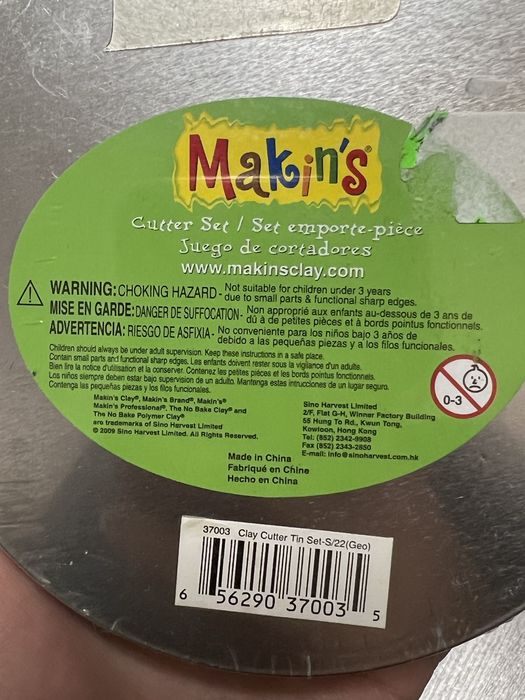 Makin's®
Cutter Set / Set emporte-pièce
Juego de cortadores
www.makinsclay.com
WARNING: CHOKING HAZARD - Not suitable for children under 3 years
due to small parts & functional sharp edges.
MISE EN GARDE: DANGER DE SUFFOCATION - Non approprié aux enfants au-dessous de 3 ans de
dû à de petites pièces et à bords pointus fonctionnels.
ADVERTENCIA: RIESGO DE ASFIXIA - No conveniente para los niños bajo 3 años de
debido a las pequeñas piezas y a los filos funcionales.
Children should always be under adult supervision. Keep these instructions in a safe place.
Contain small parts and functional sharp edges. Les enfants doivent rester sous la vigilance d'un adulte.
Bien lire la notice d'utilisation et la conserver. Contenez les petites pièces et les bords pointus fonctionnels.
Los niños siempre deben estar bajo supervision de un adulto. Mantenga estas intrucciones de un lugar seguro.
Contenga las pequeñas piezas y los filos funcionales.
0-3
Makin's Clay®, Makin's Brand®, Makin's®
Makin's Professional®, The No Bake Clay® and
The No Bake Polymer Clay®
are trademarks of Sino Harvest Limited
© 2009 Sino Harvest Limited. All Rights Reserved.
Sino Harvest Limited
2/F, Flat G-H, Winner Factory Building
55 Hung To Rd., Kwun Tong,
Kowloon, Hong Kong
Tel: (852) 2342-9908
Fax (852) 2343-2850
E-mail: info@sinoharvest.com.hk
Made in China
Fabriqué en Chine
Hecho en China
37003 Clay Cutter Tin Set-S/22(Geo)
6 56290 37003 5